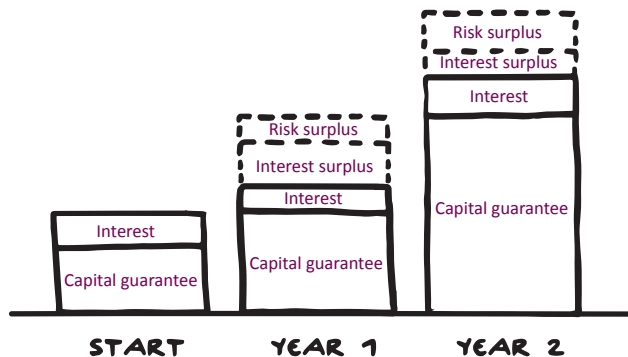 Risk surplus
Interest surplus
Interest
Capital guarantee
Risk surplus
Interest surplus
Interest
Capital guarantee
Interest
Capital guarantee
START
YEAR 1
YEAR 2